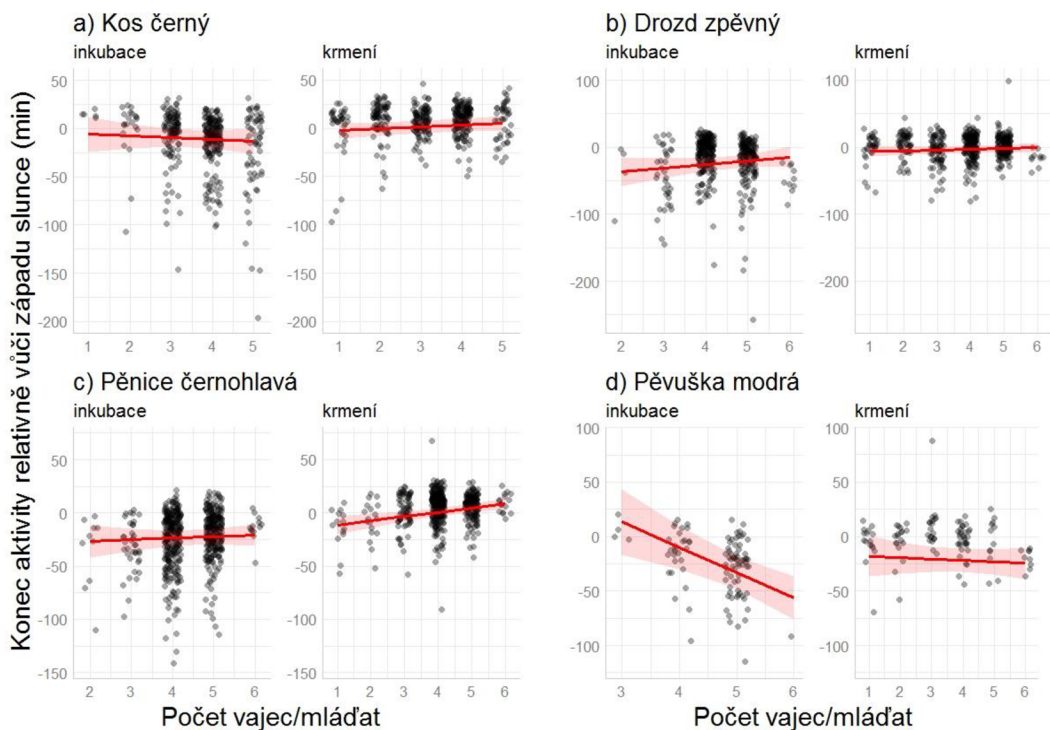 a) Kos černý
b) Drozd zpěvný
inkubace
krmení
inkubace
krmení
50
0
-50
-100
-150
-200
50
0
-50
-100
-150
-200
100
0
-100
-200
100
0
-100
-200
1 2 3 4 5
1 2 3 4 5
2 3 4 5 6
1 2 3 4 5 6
c) Pěnice černohlavá
d) Pěvuška modrá
inkubace
krmení
inkubace
krmení
50
0
-50
-100
-150
50
0
-50
-100
-150
100
50
0
-50
-100
100
50
0
-50
-100
2 3 4 5 6
1 2 3 4 5 6
3 4 5 6
1 2 3 4 5 6
Konec aktivity relativně vůči západu slunce (min)
Počet vajec/mláďat
Počet vajec/mláďat